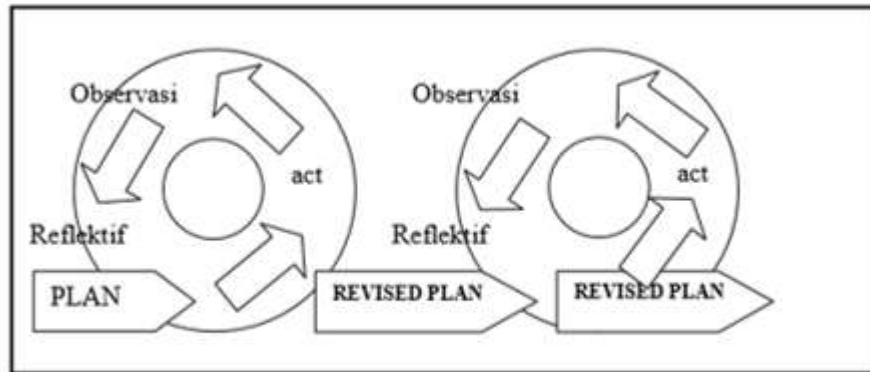 Observasi
act
Reflektif
PLAN
Observasi
act
Reflektif
REVISED PLAN
REVISED PLAN